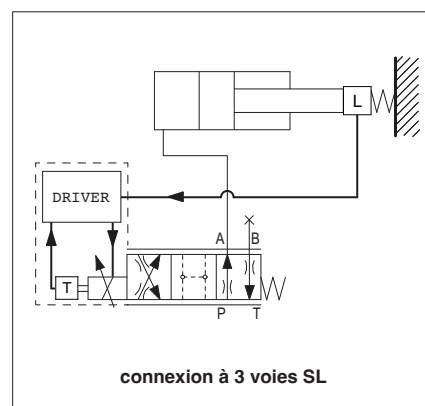 L
DRIVER
A B
T
P T
connexion à 3 voies SL